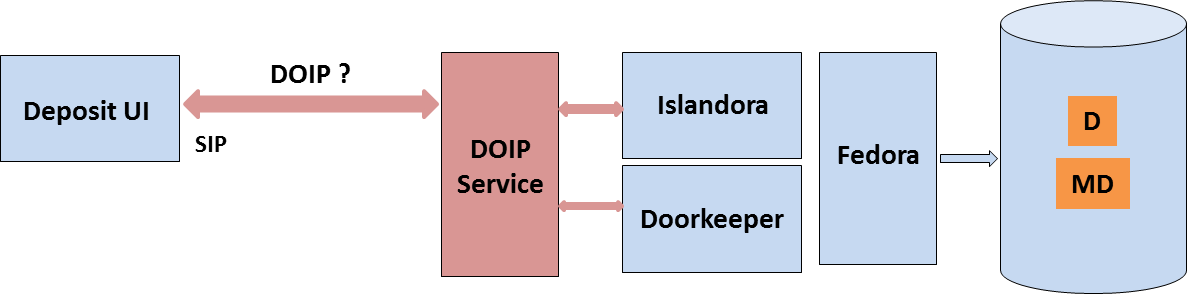 Deposit UI
DOIP ?
SIP
DOIP
Service
Islandora
Doorkeeper
Fedora
D
MD